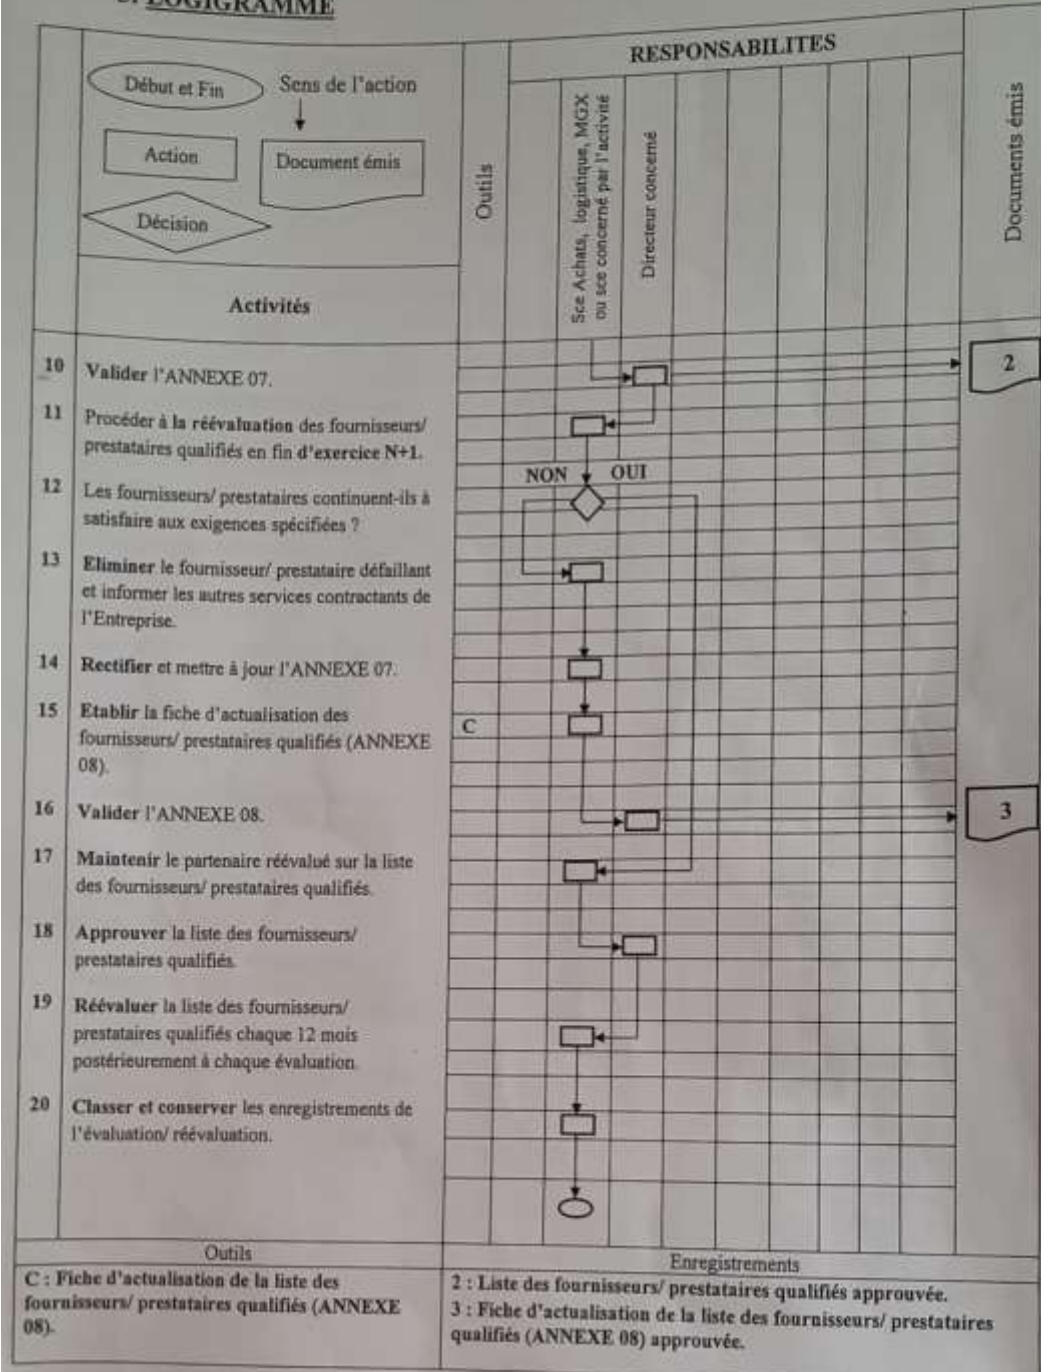 LOGIGRAMME
RESPONSABILITES
Début et Fin
Sens de l'action
Action
Document émis
Décision
Activités
Outils
Sce Achats, logistique, MGX
ou sce concerné par l'activité
Directeur concerné
Documents émis
10 Valider l'ANNEXE 07.
2
11 Procéder à la réévaluation des fournisseurs/
prestataires qualifiés en fin d'exercice N+1.
NON OUI
12 Les fournisseurs/ prestataires continuent-ils à
satisfaire aux exigences spécifiées ?
13 Eliminer le fournisseur/ prestataire défaillant
et informer les autres services contractants de
l'Entreprise.
14 Rectifier et mettre à jour l'ANNEXE 07.
15 Etablir la fiche d'actualisation des
fournisseurs/ prestataires qualifiés (ANNEXE
08).
C
16 Valider l'ANNEXE 08.
3
17 Maintenir le partenaire réévalué sur la liste
des fournisseurs/ prestataires qualifiés.
18 Approuver la liste des fournisseurs/
prestataires qualifiés.
19 Réévaluer la liste des fournisseurs/
prestataires qualifiés chaque 12 mois
postérieurement à chaque évaluation.
20 Classer et conserver les enregistrements de
l'évaluation/ réévaluation.
Outils
C : Fiche d'actualisation de la liste des
fournisseurs/ prestataires qualifiés (ANNEXE
08).
Enregistrements
2 : Liste des fournisseurs/ prestataires qualifiés approuvée.
3 : Fiche d'actualisation de la liste des fournisseurs/ prestataires
qualifiés (ANNEXE 08) approuvée.